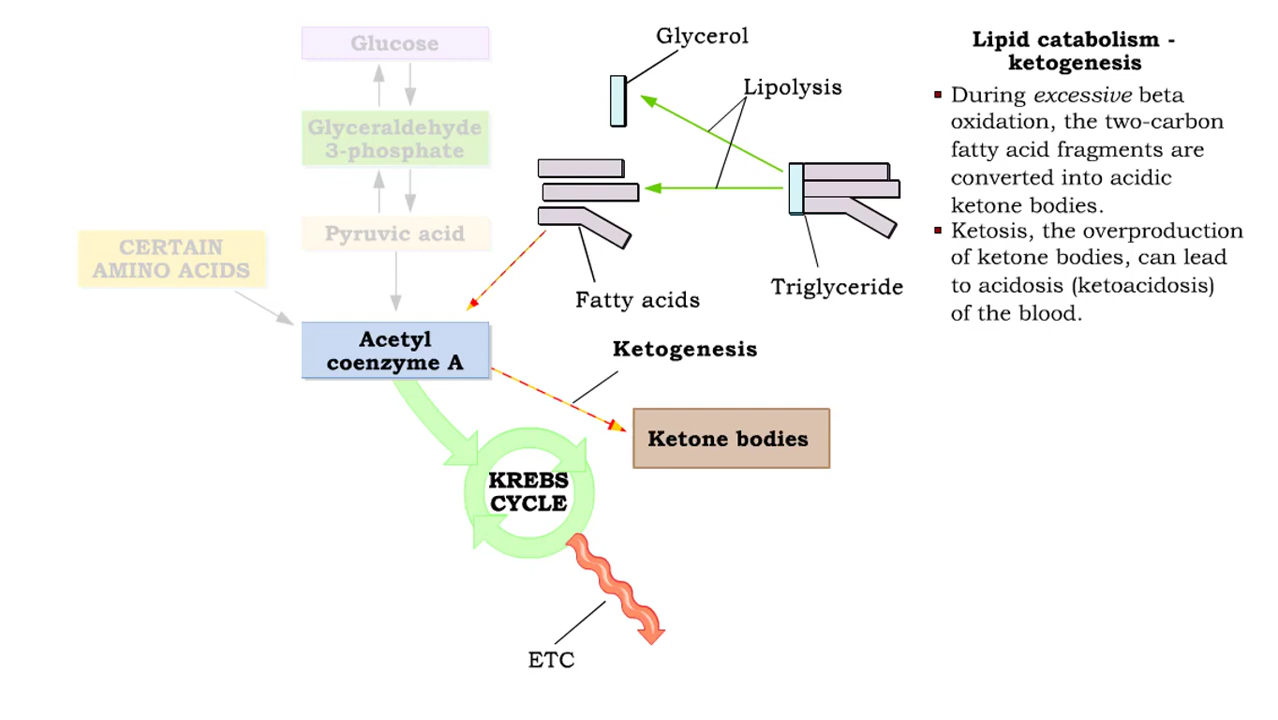 Glucose
Glyceraldehyde
3-phosphate
Pyruvic acid
CERTAIN
AMINO ACIDS
Acetyl
coenzyme A
Glycerol
Lipolysis
Fatty acids
Triglyceride
Ketogenesis
Ketone bodies
KREBS
CYCLE
ETC
Lipid catabolism -
ketogenesis
▪ During excessive beta
oxidation, the two-carbon
fatty acid fragments are
converted into acidic
ketone bodies.
▪ Ketosis, the overproduction
of ketone bodies, can lead
to acidosis (ketoacidosis)
of the blood.